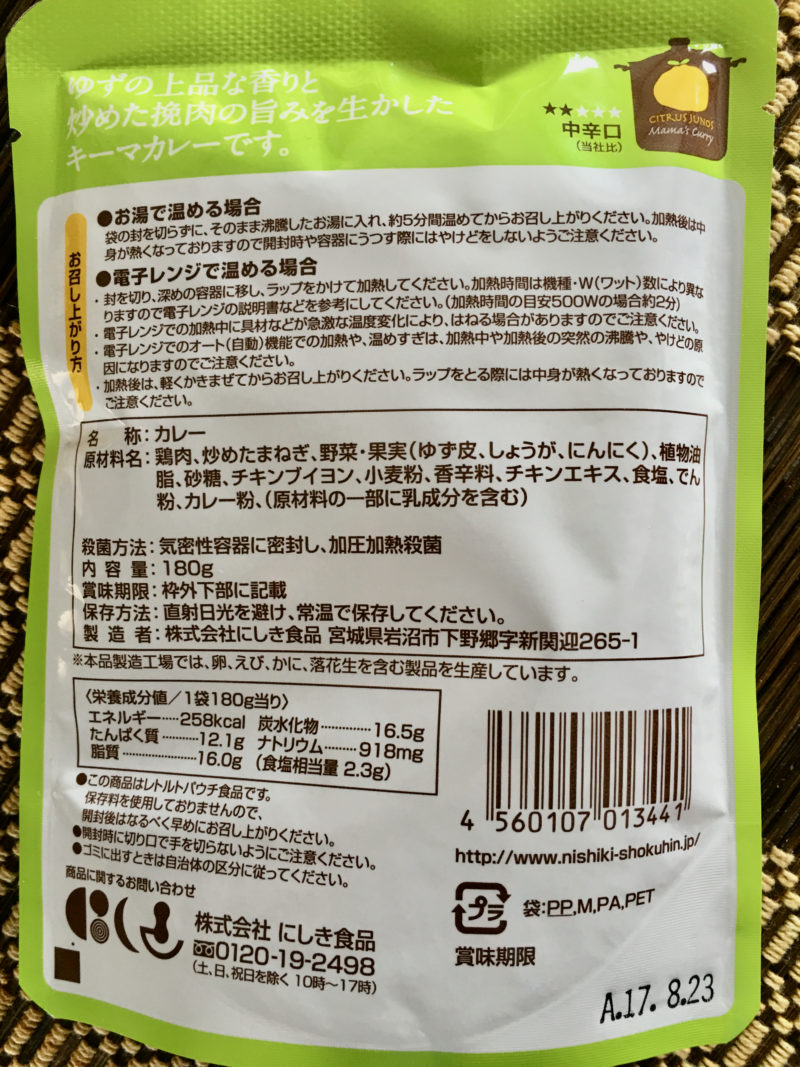 ゆずの上品な香りと
炒めた挽肉の旨みを生かした
キーマカレーです。
★★★★★
中辛口
(当社比)
CITRUS JUNOS
Mama's Curry
お召し上がり方
●お湯で温める場合
袋の封を切らずに、そのまま沸騰したお湯に入れ、約5分間温めてからお召し上がりください。加熱後は中
身が熱くなっておりますので開封時や容器にうつす際にはやけどをしないようご注意ください。
●電子レンジで温める場合
・封を切り、深めの容器に移し、ラップをかけて加熱してください。加熱時間は機種・W(ワット)数により異な
りますので電子レンジの説明書などを参考にしてください。(加熱時間の目安500Wの場合約2分)
・電子レンジでの加熱中に具材などが急激な温度変化により、はねる場合がありますのでご注意ください。
・電子レンジでのオート(自動)機能での加熱や、温めすぎは、加熱中や加熱後の突然の沸騰や、やけどの原
因になりますのでご注意ください。
・加熱後は、軽くかきまぜてからお召し上がりください。ラップをとる際には中身が熱くなっておりますので
ご注意ください。
名 称:カレー
原材料名:鶏肉、炒めたまねぎ、野菜・果実(ゆず皮、しょうが、にんにく)、植物油
脂、砂糖、チキンブイヨン、小麦粉、香辛料、チキンエキス、食塩、でん
粉、カレー粉、(原材料の一部に乳成分を含む)
殺菌方法:気密性容器に密封し、加圧加熱殺菌
内 容 量:180g
賞味期限:枠外下部に記載
保存方法:直射日光を避け、常温で保存してください。
製 造 者:株式会社にしき食品 宮城県岩沼市下野郷字新関迎265-1
※本品製造工場では、卵、えび、かに、落花生を含む製品を生産しています。
〈栄養成分値/1袋180g当り〉
エネルギー……258kcal 炭水化物…………16.5g
たんぱく質………12.1g ナトリウム………918mg
脂質………………16.0g (食塩相当量 2.3g)
●この商品はレトルトパウチ食品です。
保存料を使用しておりませんので、
開封後はなるべく早めにお召し上がりください。
●開封時に切り口で手を切らないようにご注意ください。
●ゴミに出すときは自治体の区分に従ってください。
4 560107 013441
http://www.nishiki-shokuhin.jp/
商品に関するお問い合わせ
株式会社 にしき食品
0120-19-2498
(土、日、祝日を除く 10時〜17時)
プラ
袋:PP,M,PA,PET
賞味期限
A.17. 8.23